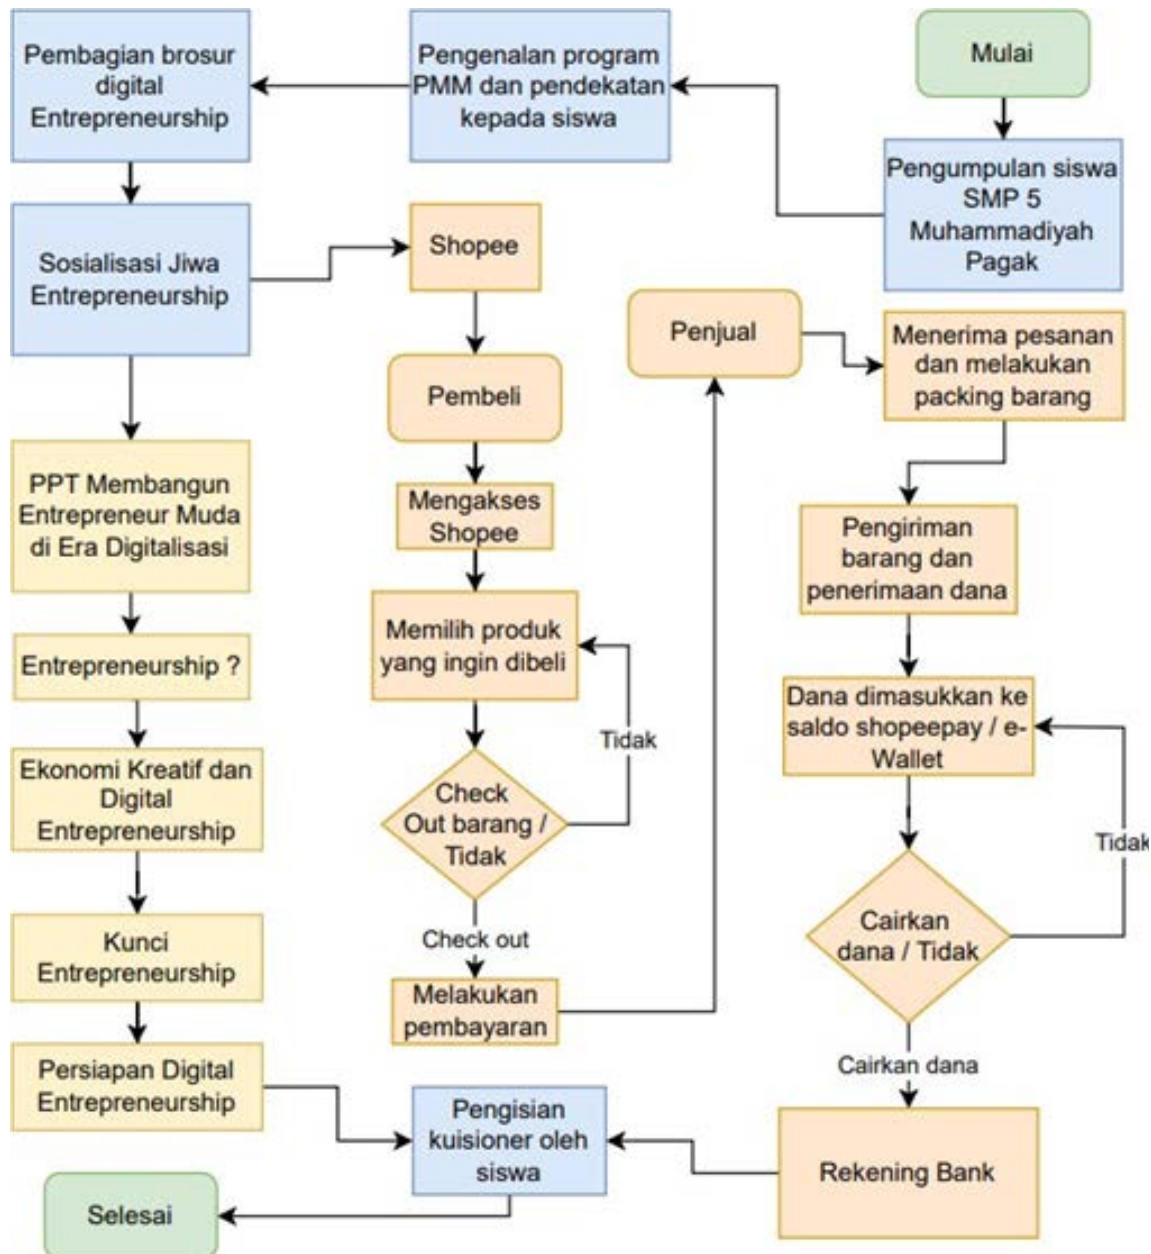 Mulai
Pengumpulan siswa
SMP 5
Muhammadiyah
Pagak
Pengenalan program
PMM dan pendekatan
kepada siswa
Pembagian brosur
digital
Entrepreneurship
Sosialisasi Jiwa
Entrepreneurship
PPT Membangun
Entrepreneur Muda
di Era Digitalisasi
Entrepreneurship ?
Ekonomi Kreatif dan
Digital
Entrepreneurship
Kunci
Entrepreneurship
Persiapan Digital
Entrepreneurship
Shopee
Pembeli
Mengakses
Shopee
Memilih produk
yang ingin dibeli
Tidak
Check
Out barang /
Tidak
Check out
Melakukan
pembayaran
Penjual
Menerima pesanan
dan melakukan
packing barang
Pengiriman
barang dan
penerimaan dana
Dana dimasukkan ke
saldo shopeepay / e-
Wallet
Tidak
Cairkan
dana / Tidak
Cairkan dana
Rekening Bank
Pengisian
kuisioner oleh
siswa
Selesai